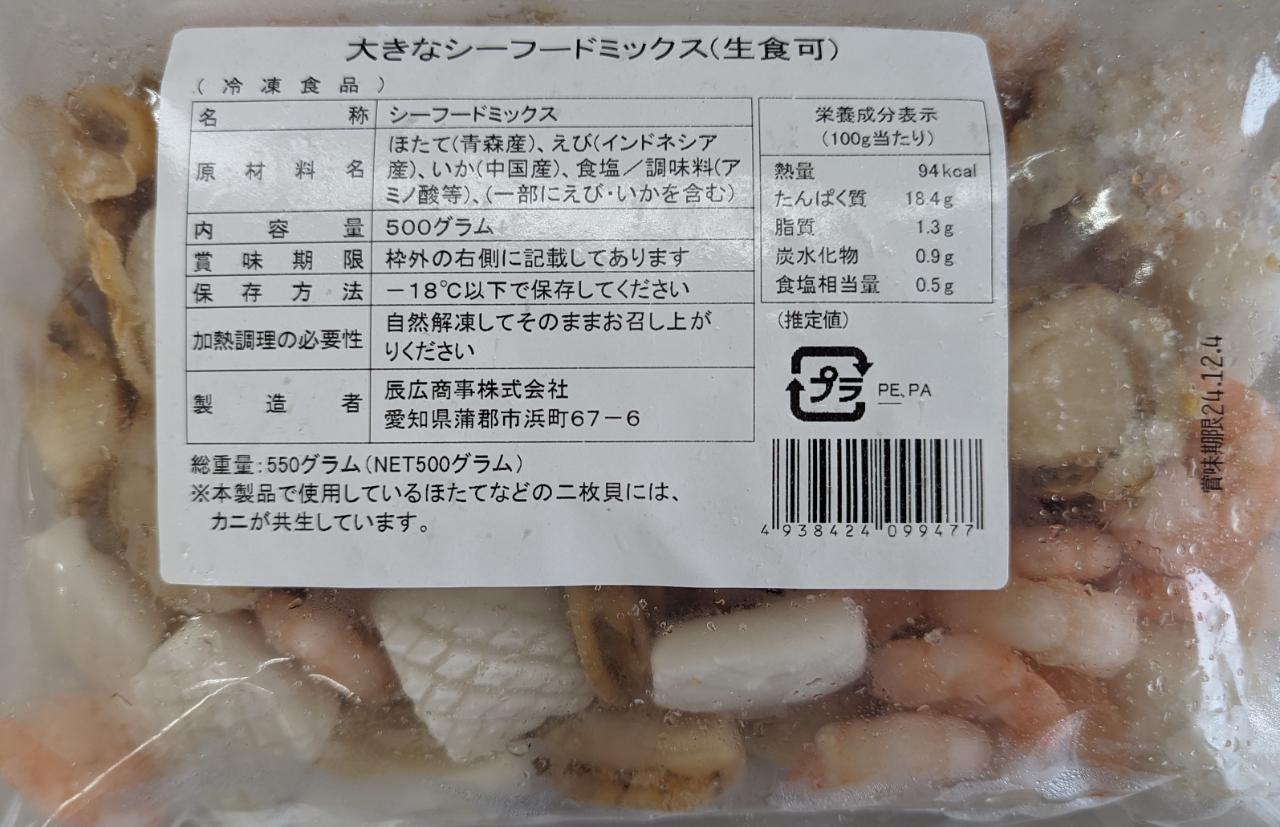 大きなシーフードミックス(生食可)
(冷凍食品)
名称 シーフードミックス
原材料名 ほたて(青森産)、えび(インドネシア
産)、いか(中国産)、食塩／調味料(ア
ミノ酸等)、(一部にえび・いかを含む)
内容量 500グラム
賞味期限 枠外の右側に記載してあります
保存方法 －18℃以下で保存してください
加熱調理の必要性 自然解凍してそのままお召し上が
りください
製造者 辰広商事株式会社
愛知県蒲郡市浜町67－6
総重量:550グラム(NET500グラム)
※本製品で使用しているほたてなどの二枚貝には、
カニが共生しています。
栄養成分表示
(100g当たり)
熱量 94kcal
たんぱく質 18.4g
脂質 1.3g
炭水化物 0.9g
食塩相当量 0.5g
(推定値)
プラ PE、PA
4938424099477
賞味期限24.12.4